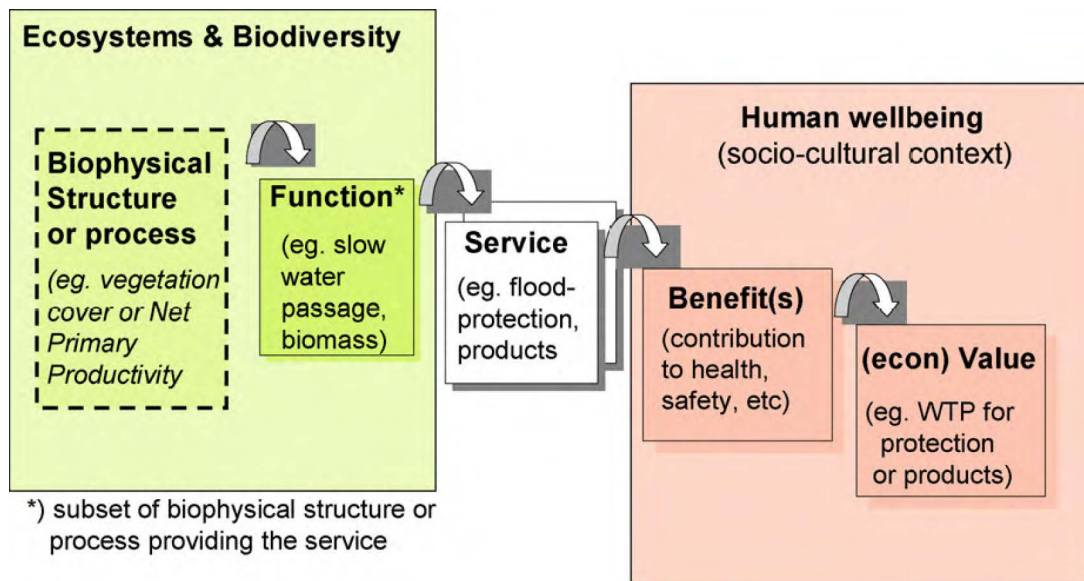 Ecosystems & Biodiversity
Biophysical
Structure
or process
(eg. vegetation
cover or Net
Primary
Productivity
Function*
(eg. slow
water
passage,
biomass)
Service
(eg. flood-
protection,
products
Human wellbeing
(socio-cultural context)
Benefit(s)
(contribution
to health,
safety, etc)
(econ) Value
(eg. WTP for
protection
or products)
*) subset of biophysical structure or
process providing the service